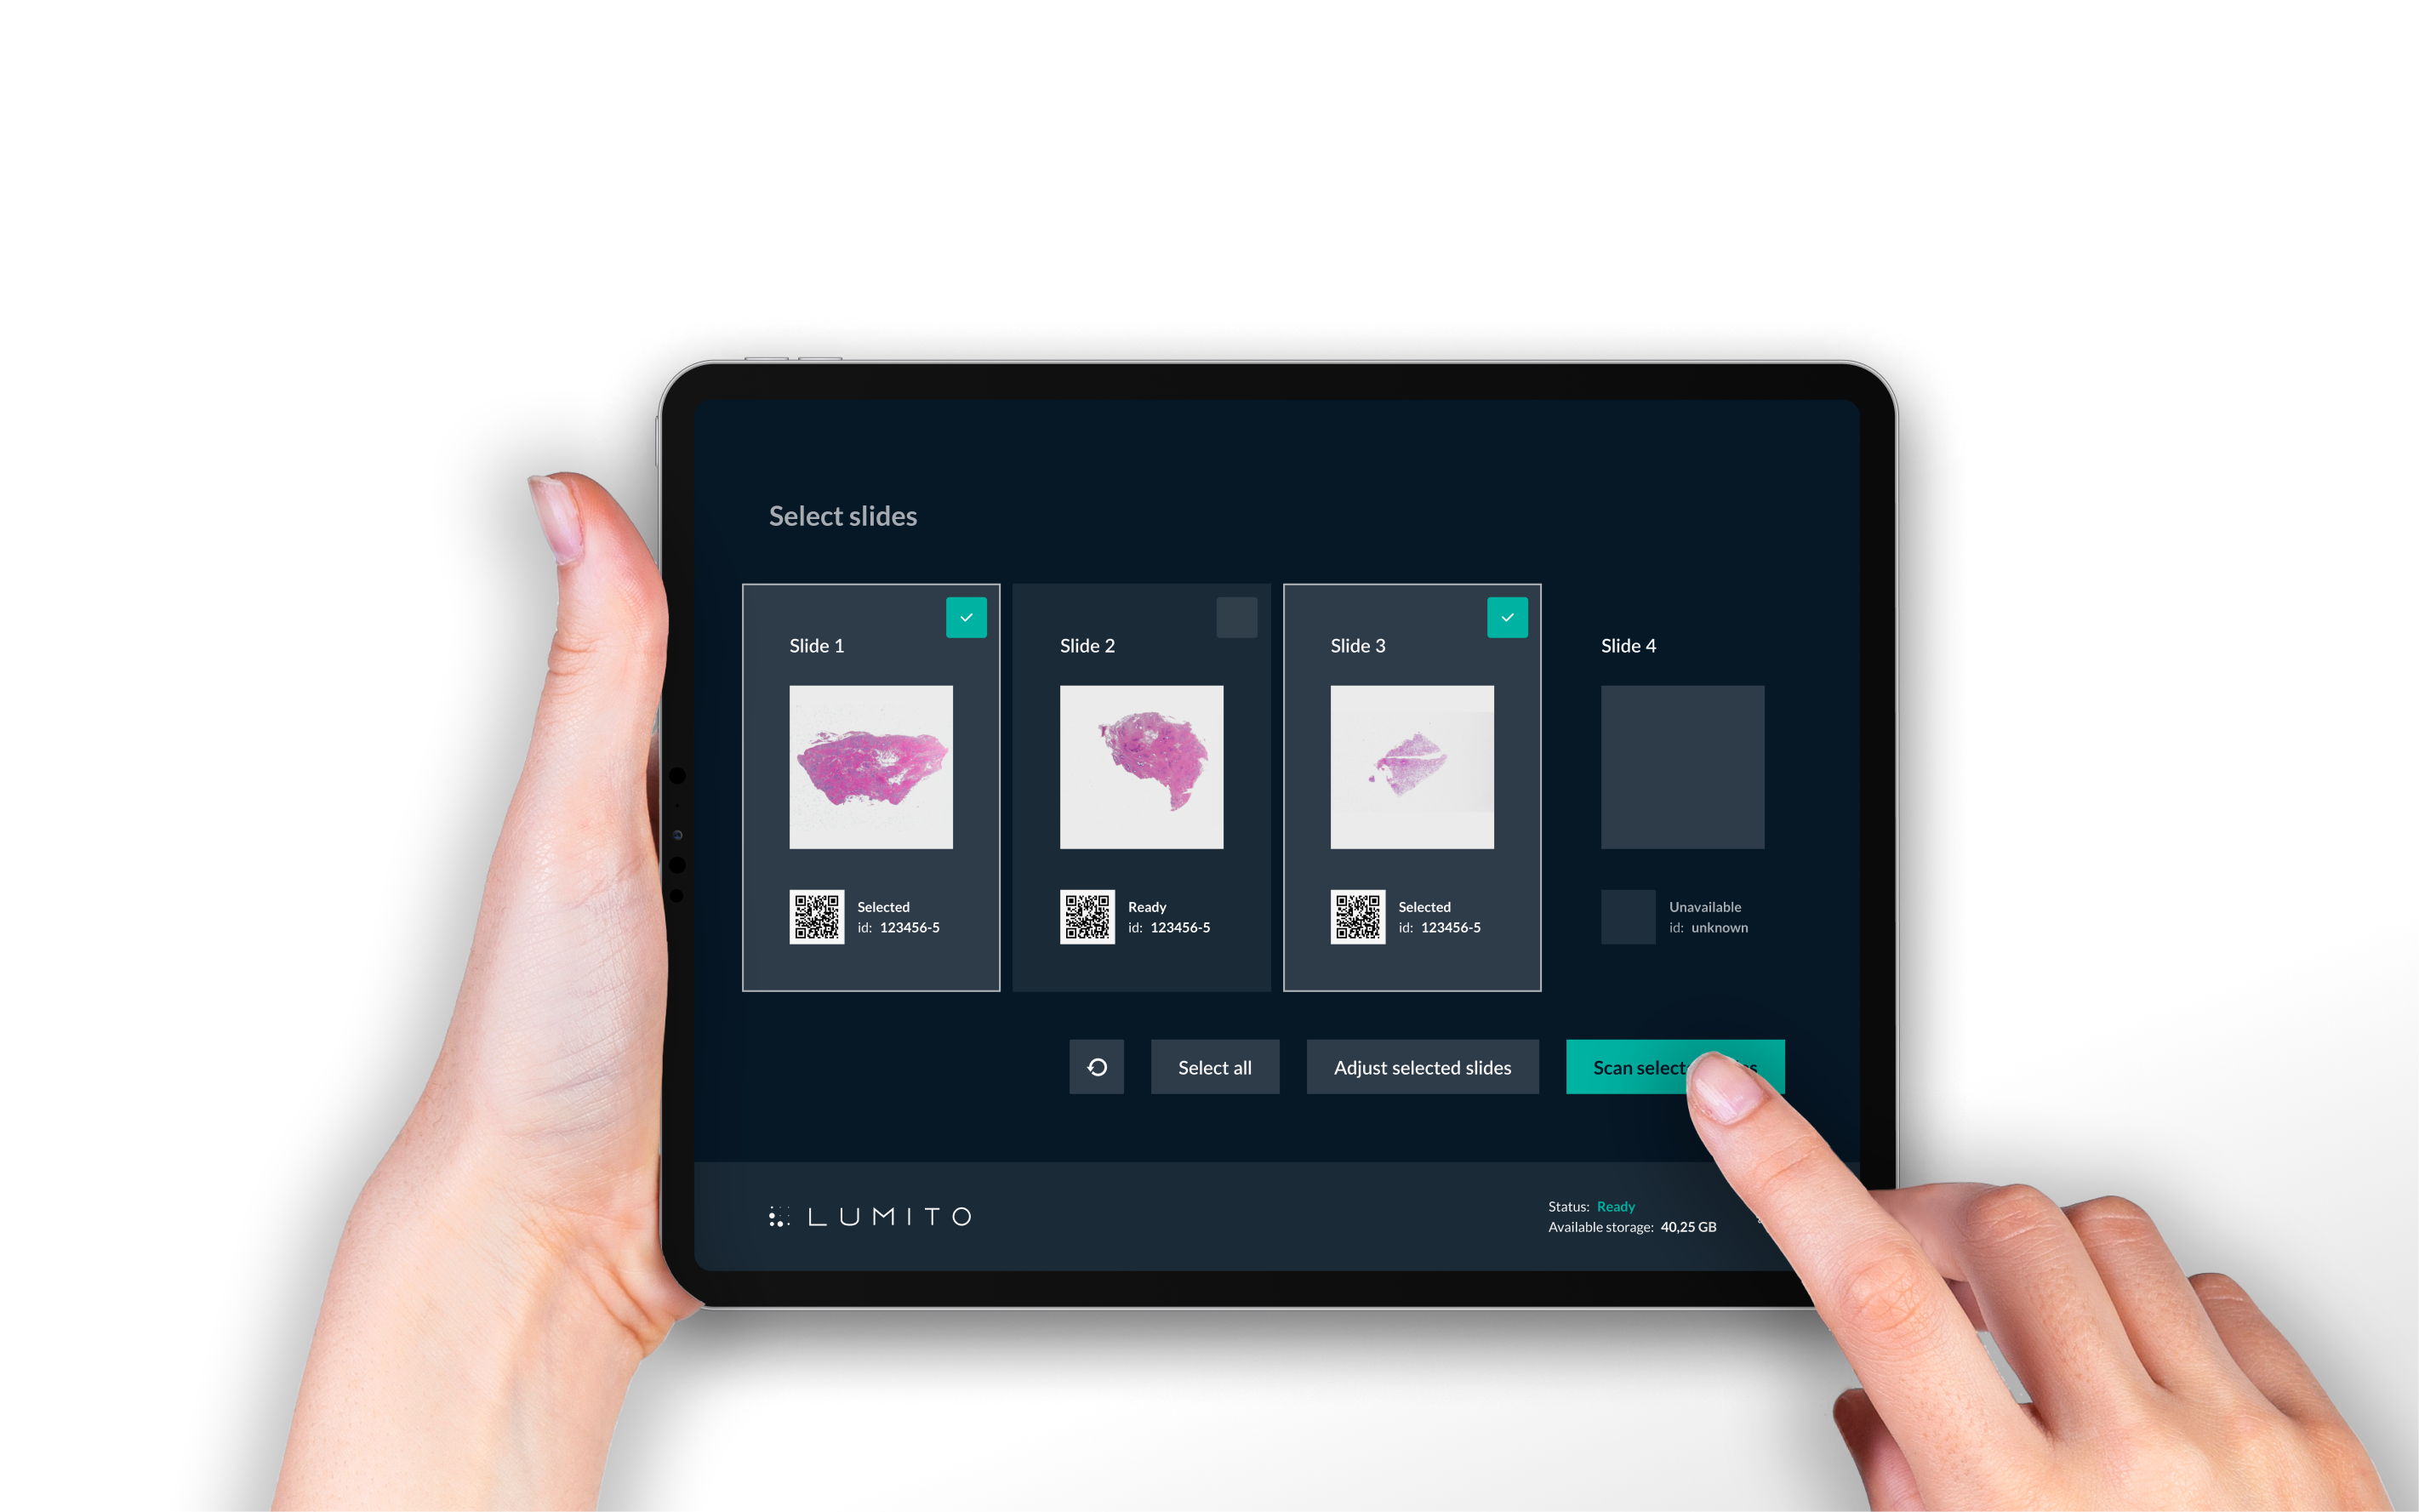 Select slides
Slide 1
Slide 2
Slide 3
Slide 4
Selected
id: 123456-5
Ready
id: 123456-5
Selected
id: 123456-5
Unavailable
id: unknown
Select all
Adjust selected slides
Scan
LUMITO
Status: Ready
Available storage: 40,25 GB